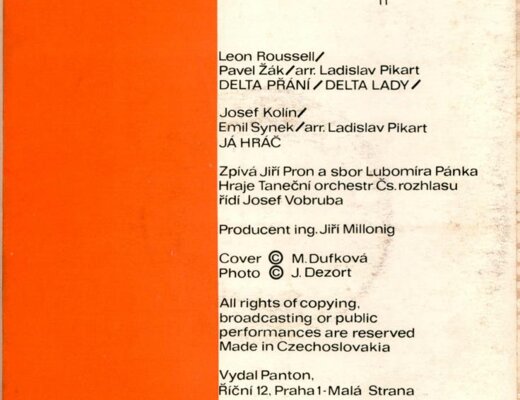 Leon Roussell/
Pavel Žák/arr. Ladislav Pikart
DELTA PŘÁNÍ/DELTA LADY/
Josef Kolín/
Emil Synek/arr. Ladislav Pikart
JÁ HRÁČ
Zpívá Jiří Pron a sbor Lubomíra Pánka
Hraje Taneční orchestr Čs. rozhlasu
řídí Josef Vobruba
Producent ing. Jiří Millonig
Cover © M. Dufková
Photo © J. Dezort
All rights of copying,
broadcasting or public
performances are reserved
Made in Czechoslovakia
Vydal Panton,
Říční 12, Praha 1-Malá Strana